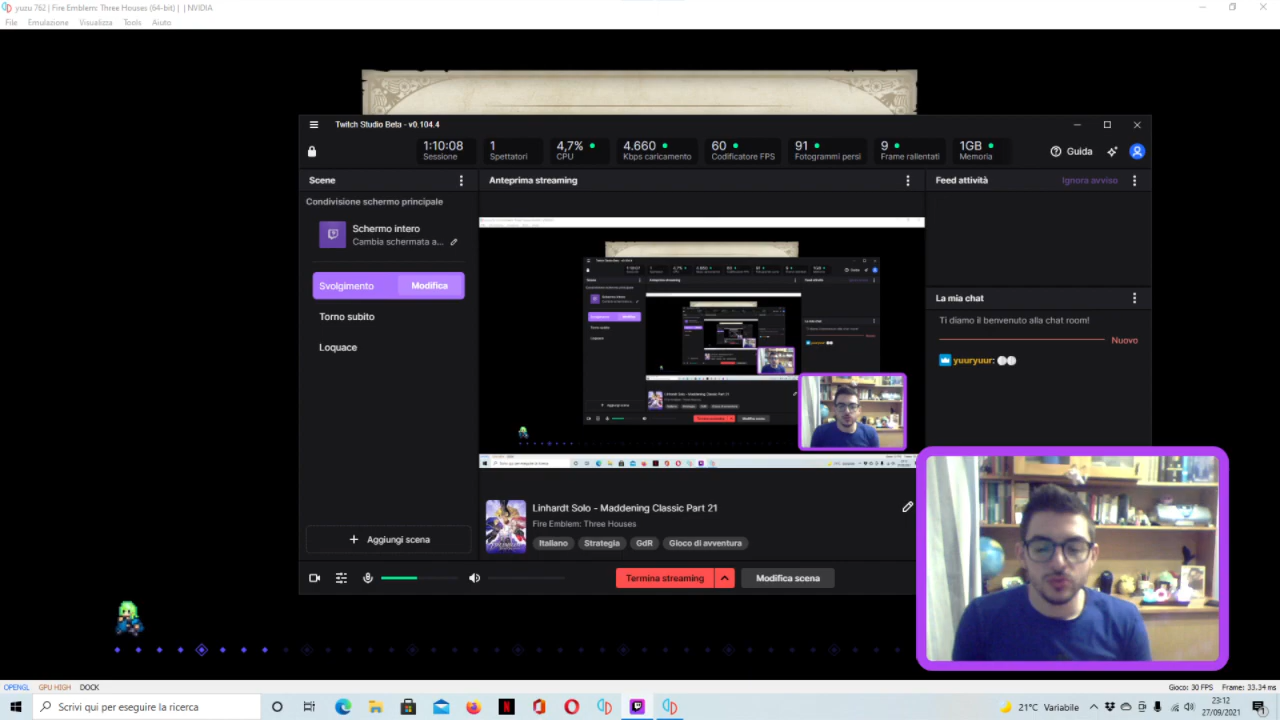 yuzu 762 | Fire Emblem: Three Houses (64-bit) | | NVIDIA
File Emulazione Visualizza Tools Aiuto
Twitch Studio Beta - v0.104.4
1:10:08 1 4,7% 4.660 60 91 9 1GB
Sessione Spettatori CPU Kbps caricamento Codificatore FPS Fotogrammi persi Frame rallentati Memoria
Guida
Scene
Anteprima streaming
Feed attività
Ignora avviso
Condivisione schermo principale
Schermo intero
Cambia schermata a...
Svolgimento Modifica
Torno subito
Loquace
La mia chat
Ti diamo il benvenuto alla chat room!
Nuovo
yuuryuur:
Linhardt Solo - Maddening Classic Part 21
Fire Emblem: Three Houses
Italiano Strategia GdR Gioco di avventura
+ Aggiungi scena
Termina streaming
Modifica scena
OPENGL GPU HIGH DOCK
Gioco: 30 FPS Frame: 33.34 ms
Scrivi qui per eseguire la ricerca
21°C Variabile
23:12
27/09/2021
1